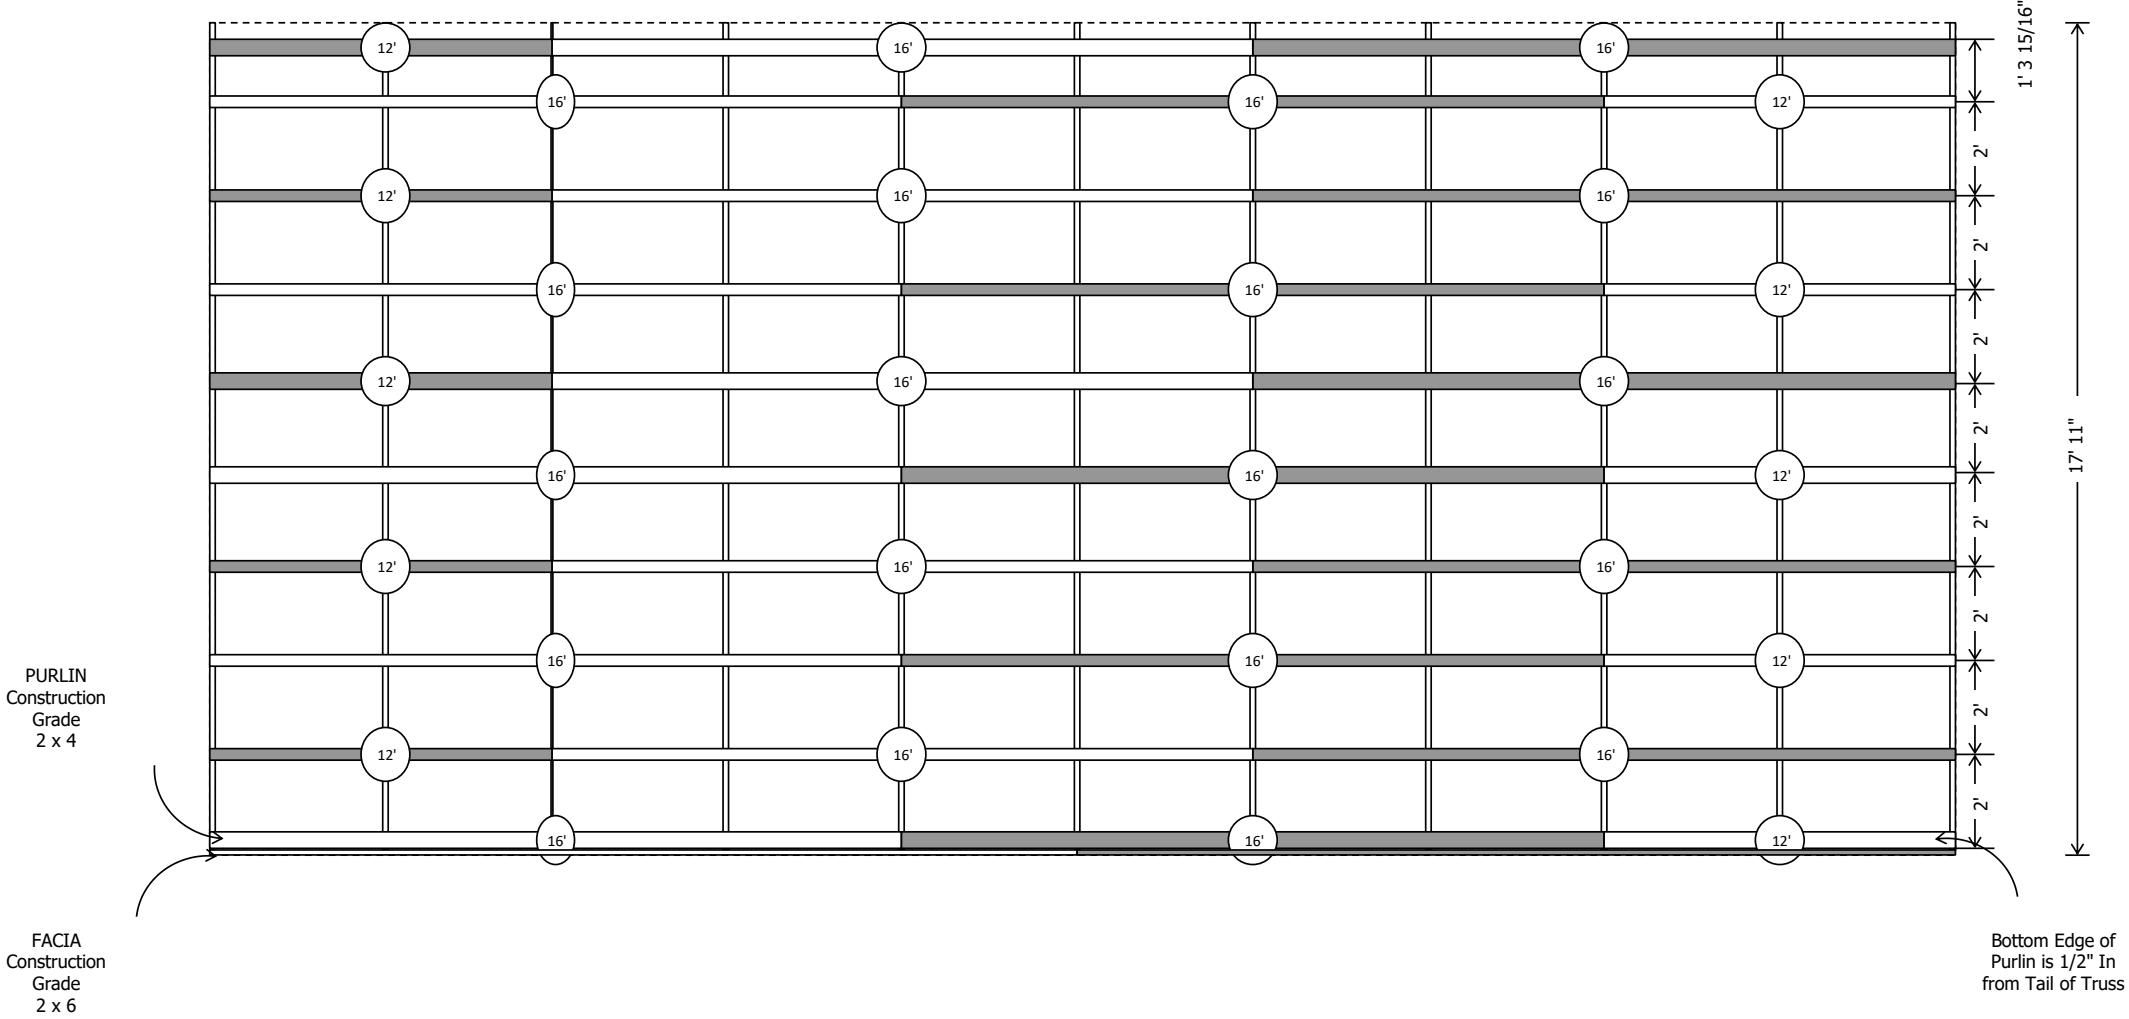 1' 3 15/16"
12' 16' 16'
16' 16' 12'
2'
12' 16' 16'
2'
16' 16' 12'
2'
12' 16' 16'
2'
17' 11"
16' 16' 12'
2'
12' 16' 16'
2'
16' 16' 12'
2'
12' 16' 16'
2'
16' 16' 12'
PURLIN
Construction
Grade
2 x 4
FACIA
Construction
Grade
2 x 6
Bottom Edge of
Purlin is 1/2" In
from Tail of Truss